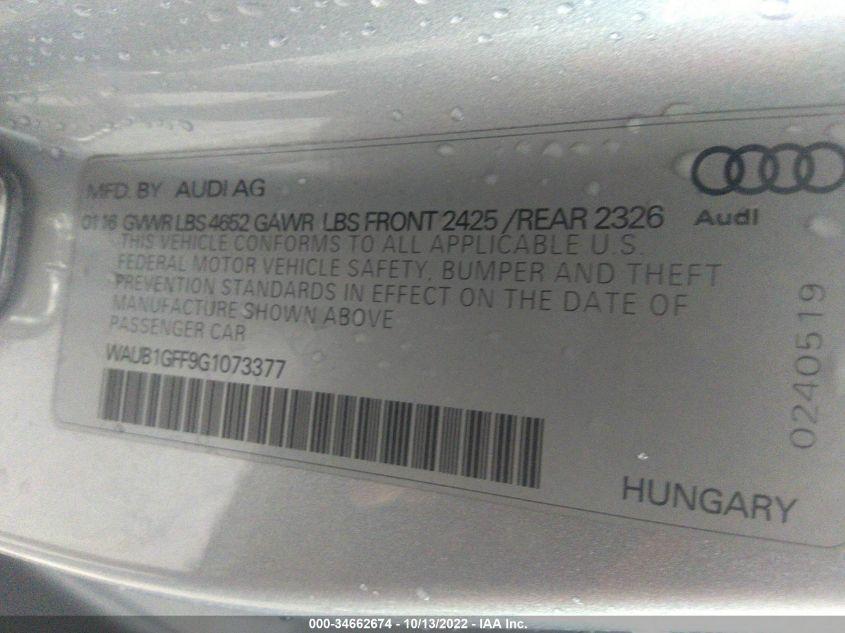 MFD. BY AUDI AG
01 16 GVWR LBS 4652 GAWR LBS FRONT 2425 /REAR 2326
THIS VEHICLE CONFORMS TO ALL APPLICABLE U.S.
FEDERAL MOTOR VEHICLE SAFETY, BUMPER AND THEFT
PREVENTION STANDARDS IN EFFECT ON THE DATE OF
MANUFACTURE SHOWN ABOVE
PASSENGER CAR
WAUB1GFF9G1073377
Audi
0240519
HUNGARY
000-34662674 - 10/13/2022 - IAA Inc.